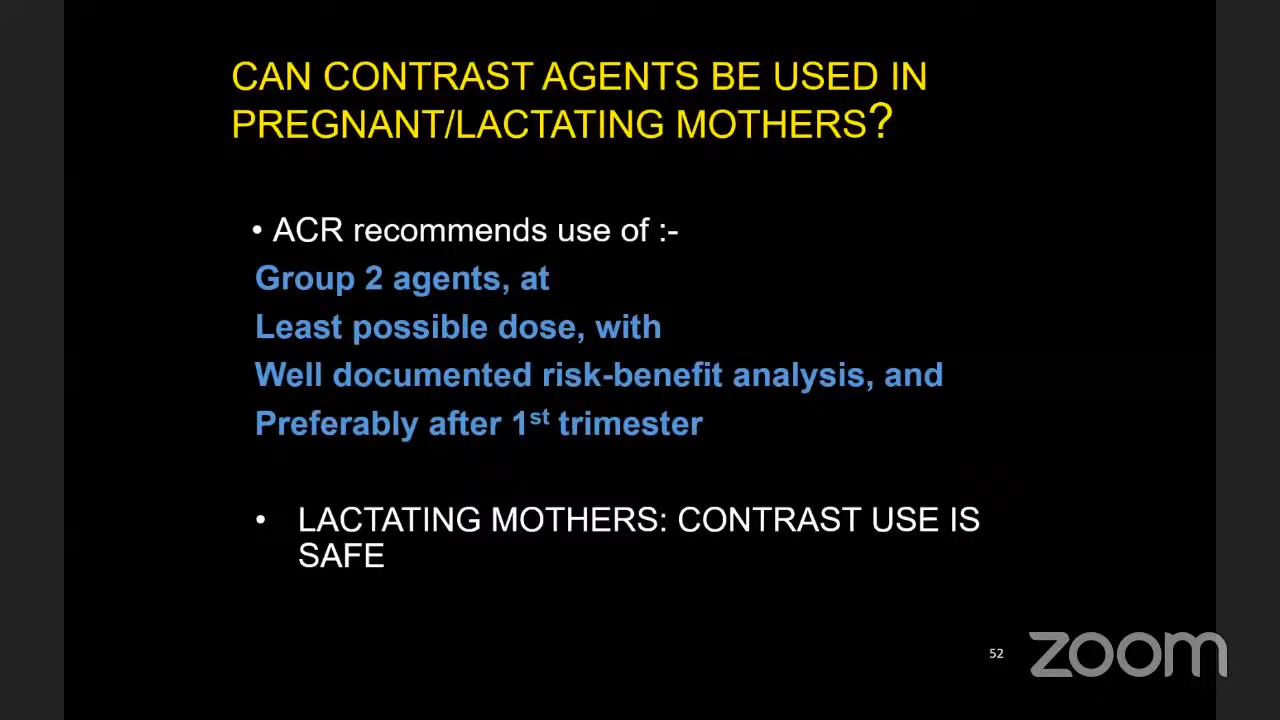 CAN CONTRAST AGENTS BE USED IN
PREGNANT/LACTATING MOTHERS?
• ACR recommends use of :-
Group 2 agents, at
Least possible dose, with
Well documented risk-benefit analysis, and
Preferably after 1st trimester
• LACTATING MOTHERS: CONTRAST USE IS
SAFE
52
zoom